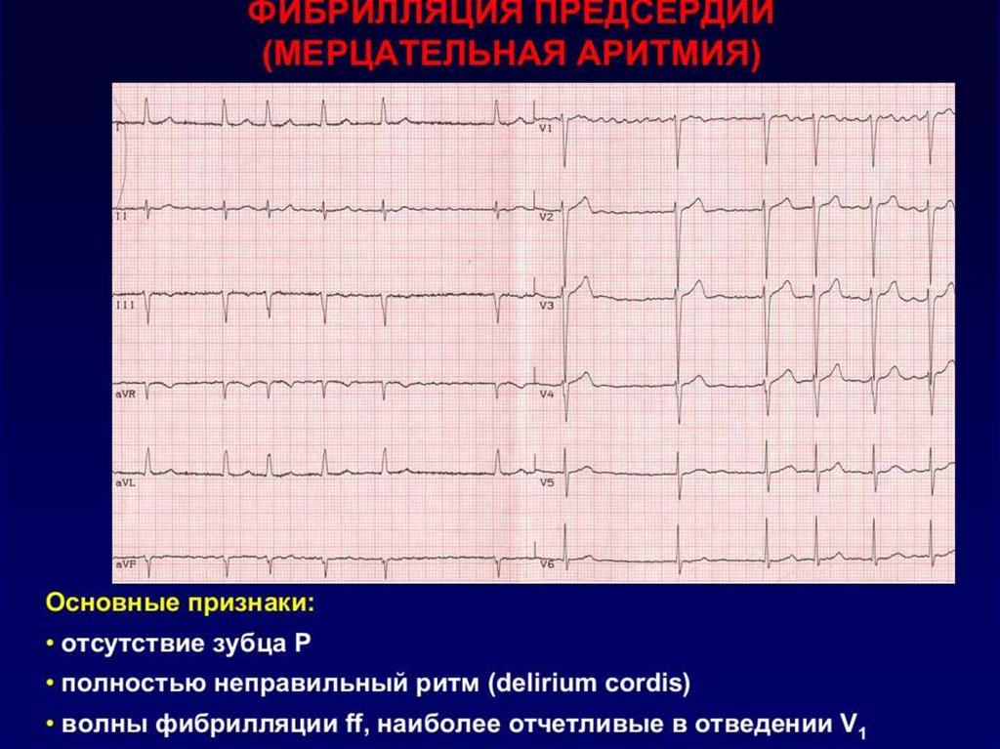 ФИБРИЛЛЯЦИЯ ПРЕДСЕРДИЙ
(МЕРЦАТЕЛЬНАЯ АРИТМИЯ)
I V1
II V2
III V3
aVR V4
aVL V5
aVF V6
Основные признаки:
• отсутствие зубца P
• полностью неправильный ритм (delirium cordis)
• волны фибрилляции ff, наиболее отчетливые в отведении V1